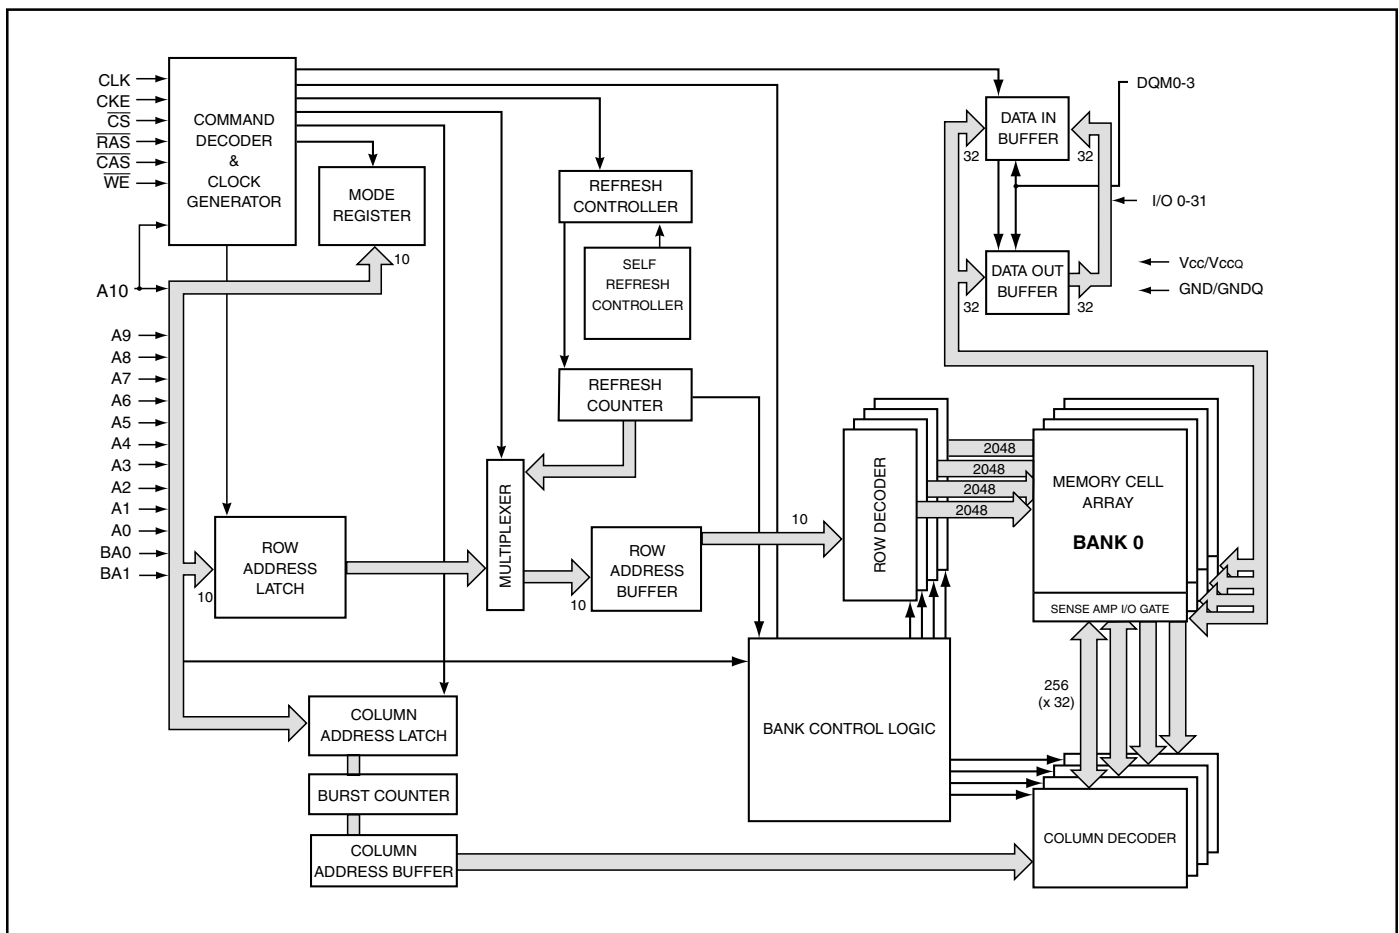 CLK
CKE
CS
RAS
CAS
WE
A10
A9
A8
A7
A6
A5
A4
A3
A2
A1
A0
BA0
BA1
COMMAND
DECODER
&
CLOCK
GENERATOR
MODE
REGISTER
10
REFRESH
CONTROLLER
SELF
REFRESH
CONTROLLER
REFRESH
COUNTER
MULTIPLEXER
ROW
ADDRESS
LATCH
10
10
ROW
ADDRESS
BUFFER
10
COLUMN
ADDRESS LATCH
BURST COUNTER
COLUMN
ADDRESS BUFFER
BANK CONTROL LOGIC
ROW DECODER
2048
2048
2048
2048
MEMORY CELL
ARRAY
BANK 0
SENSE AMP I/O GATE
256
(x 32)
COLUMN DECODER
DATA IN
BUFFER
32
32
DATA OUT
BUFFER
32
32
DQM0-3
I/O 0-31
Vcc/VccQ
GND/GNDQ